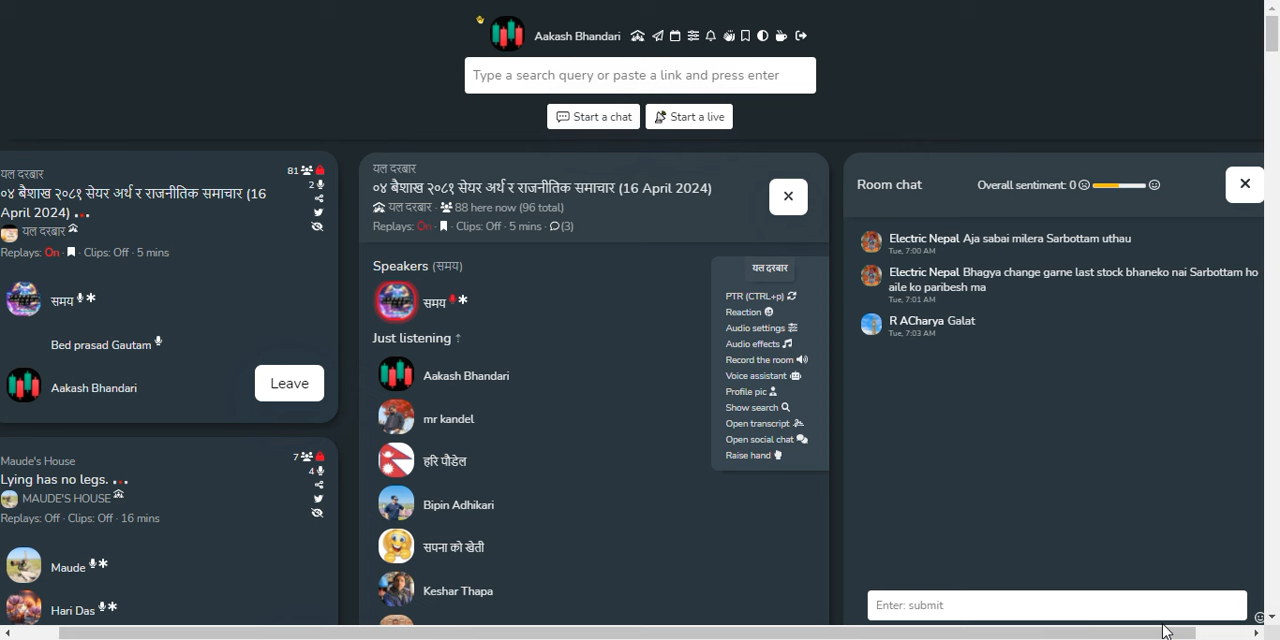 Aakash Bhandari
Type a search query or paste a link and press enter
Start a chat
Start a live
यल दरबार
81
०४ बैशाख २०८१ सेयर अर्थ र राजनीतिक समाचार (16
April 2024)
2
यल दरबार
Replays: On · Clips: Off · 5 mins
समय
Bed prasad Gautam
Aakash Bhandari
Leave
Maude's House
7
Lying has no legs.
4
MAUDE'S HOUSE
Replays: Off · Clips: Off · 16 mins
Maude
Hari Das
यल दरबार
०४ बैशाख २०८१ सेयर अर्थ र राजनीतिक समाचार (16 April 2024)
यल दरबार · 88 here now (96 total)
Replays: On · Clips: Off · 5 mins · (3)
Speakers (समय)
समय
Just listening ↑
Aakash Bhandari
mr kandel
हरि पौडेल
Bipin Adhikari
सपना को खेती
Keshar Thapa
यल दरबार
PTR (CTRL+p)
Reaction
Audio settings
Audio effects
Record the room
Voice assistant
Profile pic
Show search
Open transcript
Open social chat
Raise hand
Room chat
Overall sentiment: 0
Electric Nepal Aja sabai milera Sarbottam uthau
Tue, 7:00 AM
Electric Nepal Bhagya change garne last stock bhaneko nai Sarbottam ho
aile ko paribesh ma
Tue, 7:01 AM
R ACharya Galat
Tue, 7:03 AM
Enter: submit